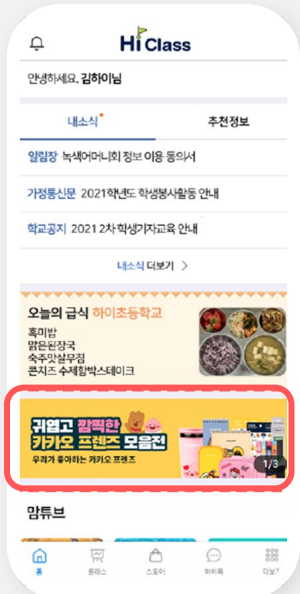 Hi Class
안녕하세요. 김하이님
내소식 추천정보
알림장 녹색어머니회 정보 이용 동의서
가정통신문 2021학년도 학생봉사활동 안내
학교공지 2021 2차 학생기자교육 안내
내소식 더보기 >
오늘의 급식 하이초등학교
흑미밥
맑은된장국
숙주맛살무침
콘치즈 수제함박스테이크
귀엽고 깜찍한
카카오 프렌즈 모음전
우리가 좋아하는 카카오 프렌즈
1/3
맘튜브
홈 클래스 스토어 하이톡 더보기